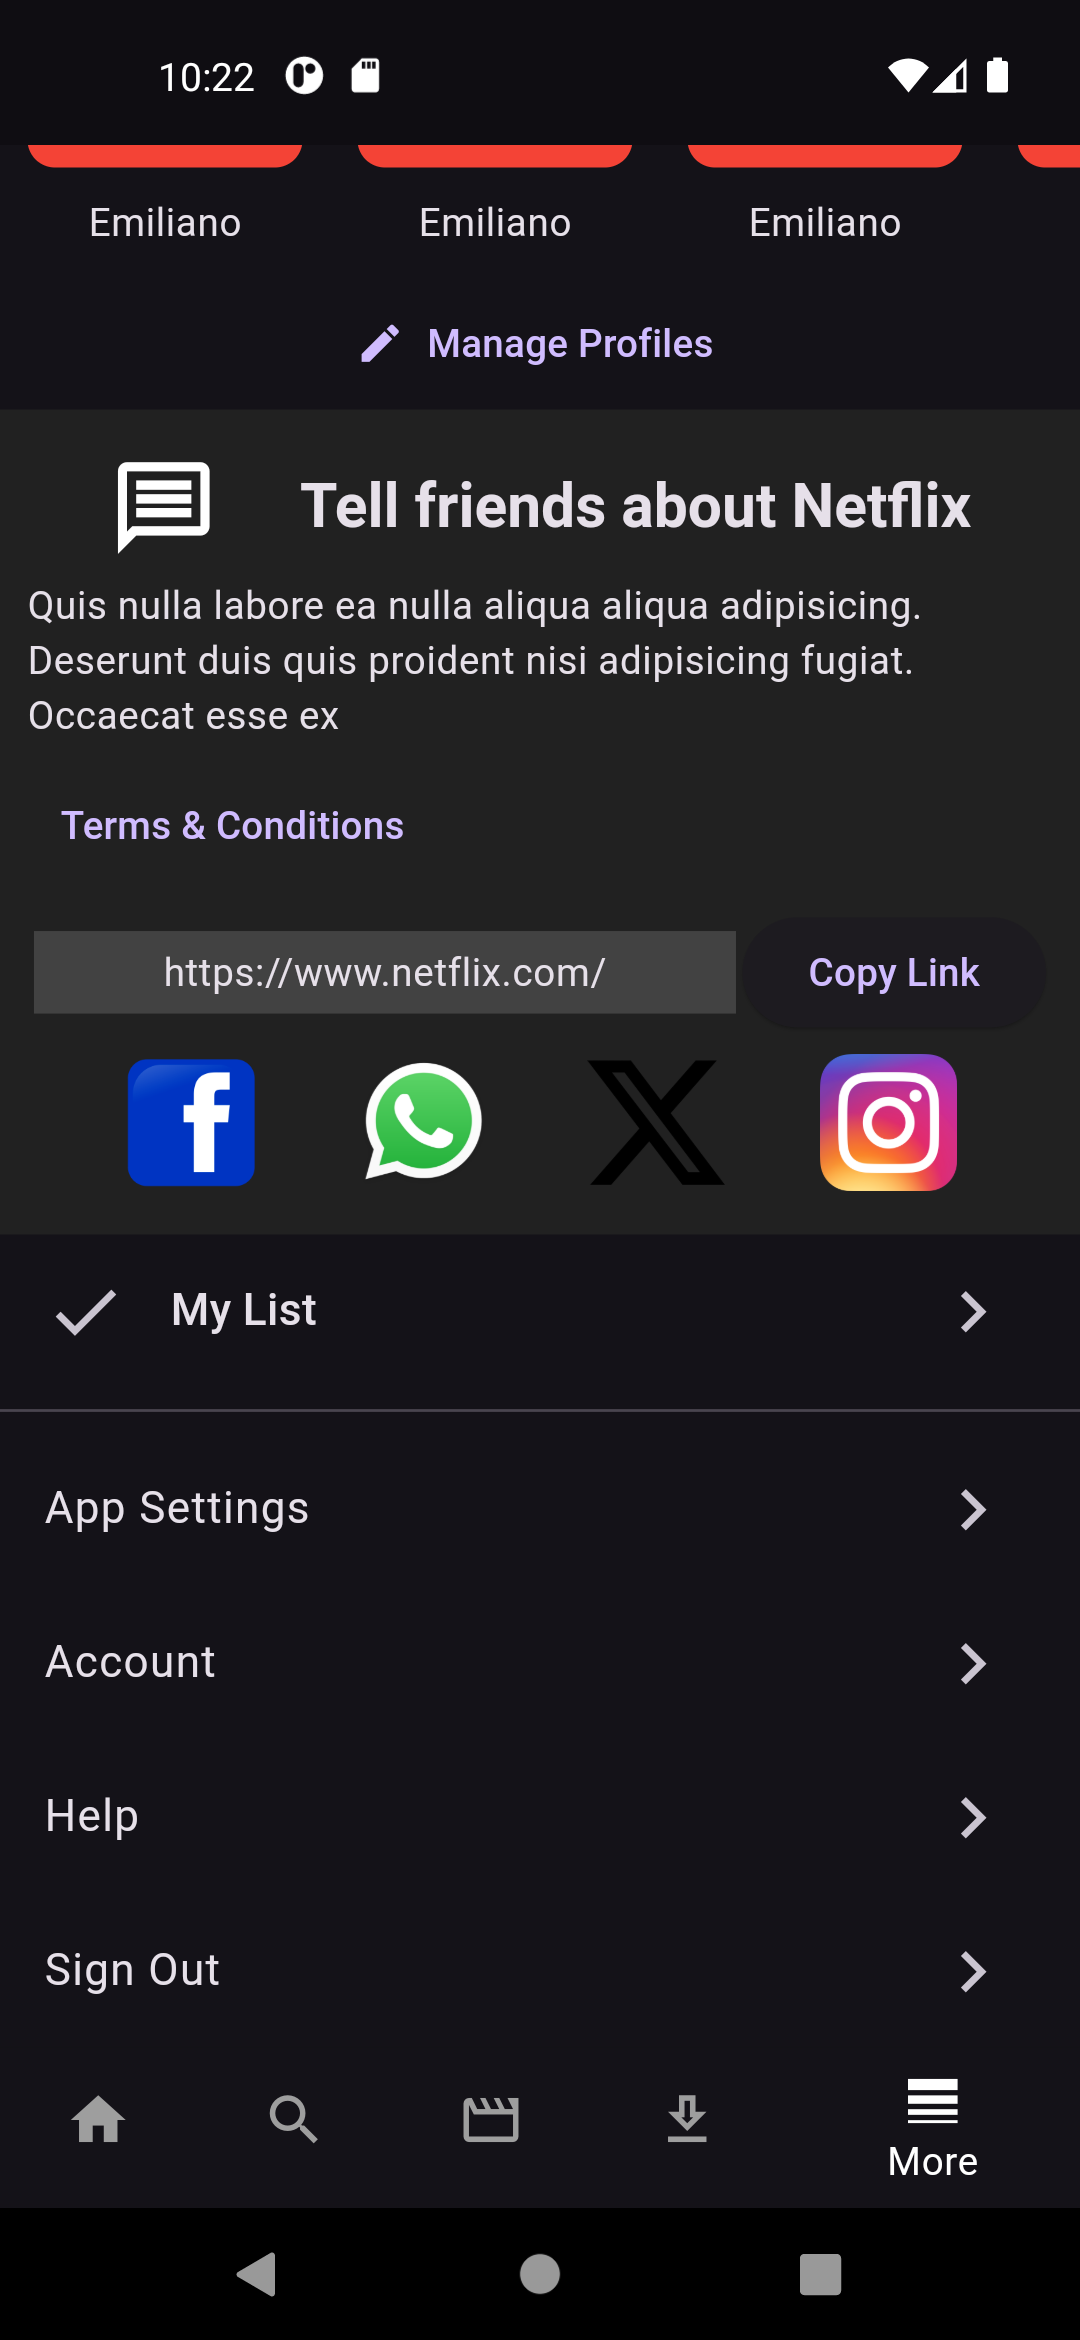 10:22
Emiliano Emiliano Emiliano
Manage Profiles
Tell friends about Netflix
Quis nulla labore ea nulla aliqua aliqua adipisicing.
Deserunt duis quis proident nisi adipisicing fugiat.
Occaecat esse ex
Terms & Conditions
https://www.netflix.com/ Copy Link
My List
App Settings
Account
Help
Sign Out
More